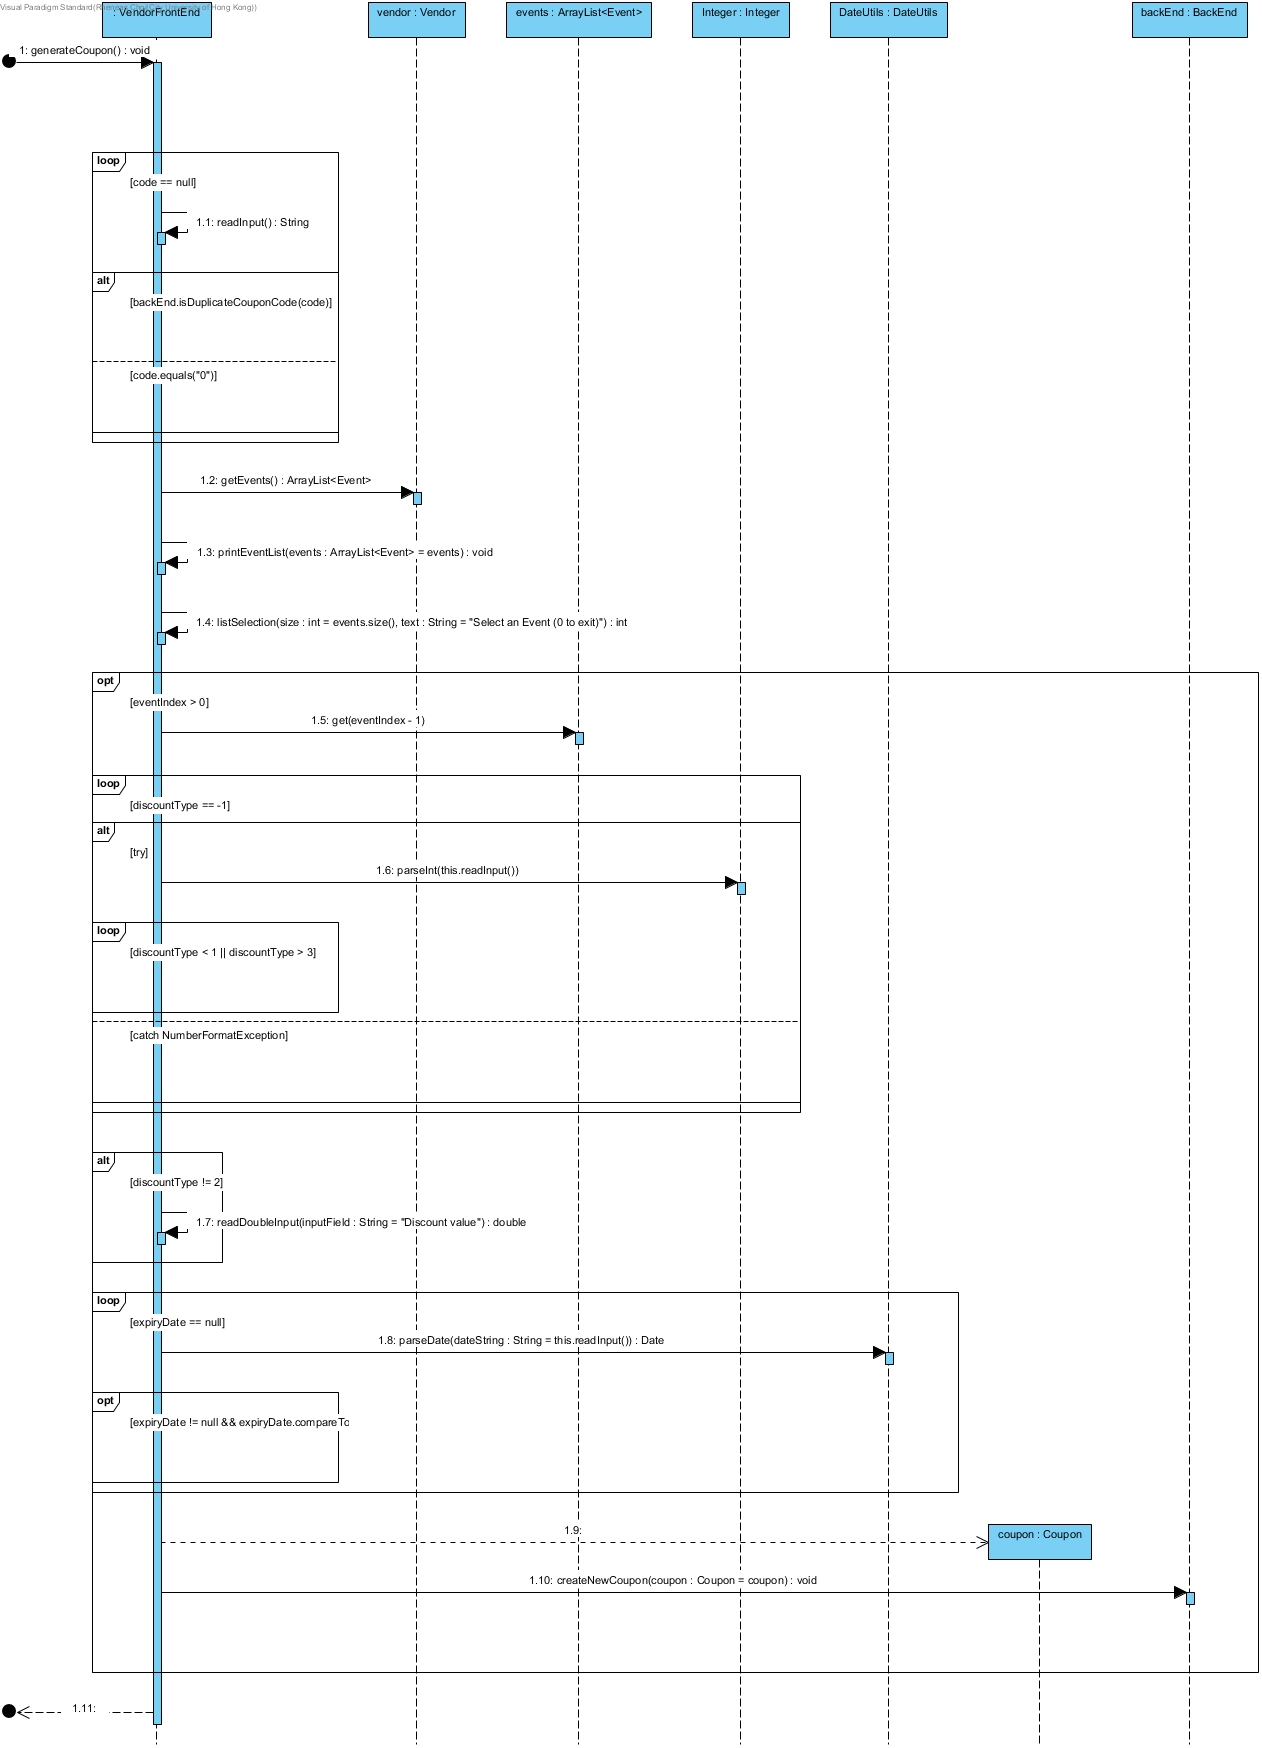 Visual Paradigm Standard(
University of Hong Kong))
: VendorFrontEnd
vendor : Vendor
events : ArrayList<Event>
Integer : Integer
DateUtils : DateUtils
backEnd : BackEnd
1: generateCoupon() : void
loop
[code == null]
1.1: readInput() : String
alt
[backEnd.isDuplicateCouponCode(code)]
[code.equals("0")]
1.2: getEvents() : ArrayList<Event>
1.3: printEventList(events : ArrayList<Event> = events) : void
1.4: listSelection(size : int = events.size(), text : String = "Select an Event (0 to exit)") : int
opt
[eventIndex > 0]
1.5: get(eventIndex - 1)
loop
[discountType == -1]
alt
[try]
1.6: parseInt(this.readInput())
loop
[discountType < 1 || discountType > 3]
[catch NumberFormatException]
alt
[discountType != 2]
1.7: readDoubleInput(inputField : String = "Discount value") : double
loop
[expiryDate == null]
1.8: parseDate(dateString : String = this.readInput()) : Date
opt
[expiryDate != null && expiryDate.compareTo
1.9:
coupon : Coupon
1.10: createNewCoupon(coupon : Coupon = coupon) : void
1.11: